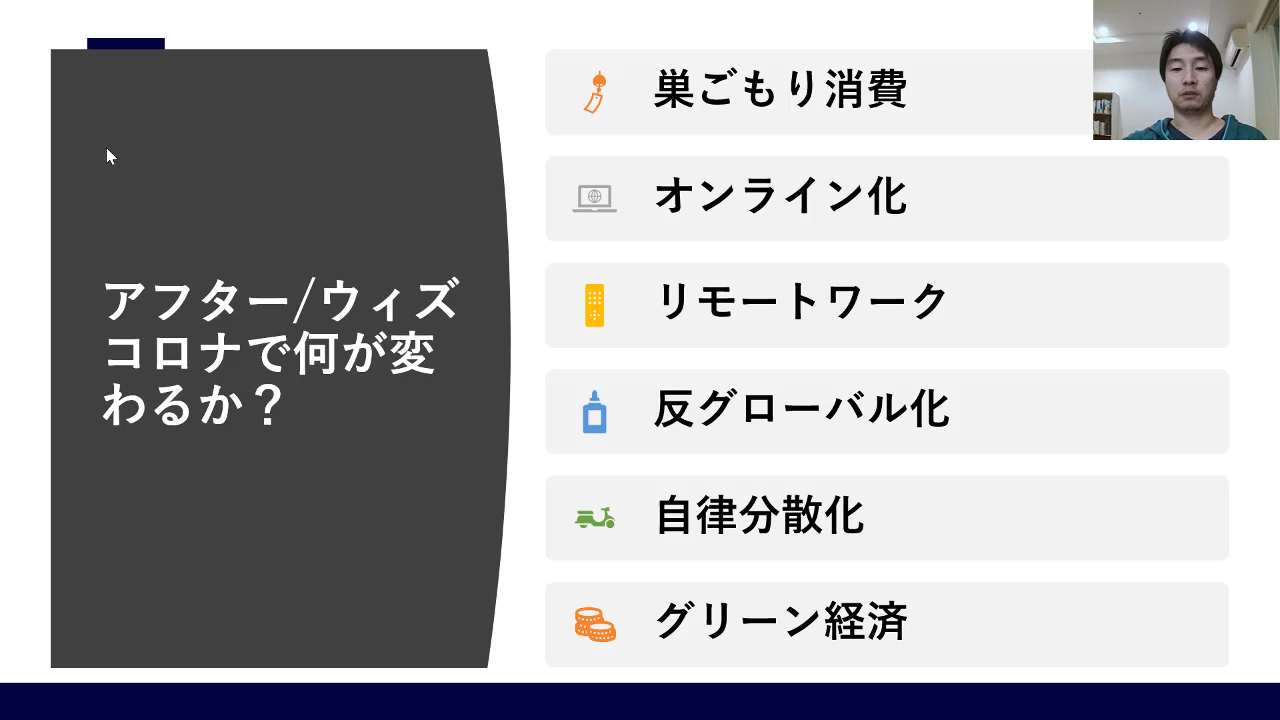 アフター/ウィズ
コロナで何が変
わるか？
巣ごもり消費
オンライン化
リモートワーク
反グローバル化
自律分散化
グリーン経済